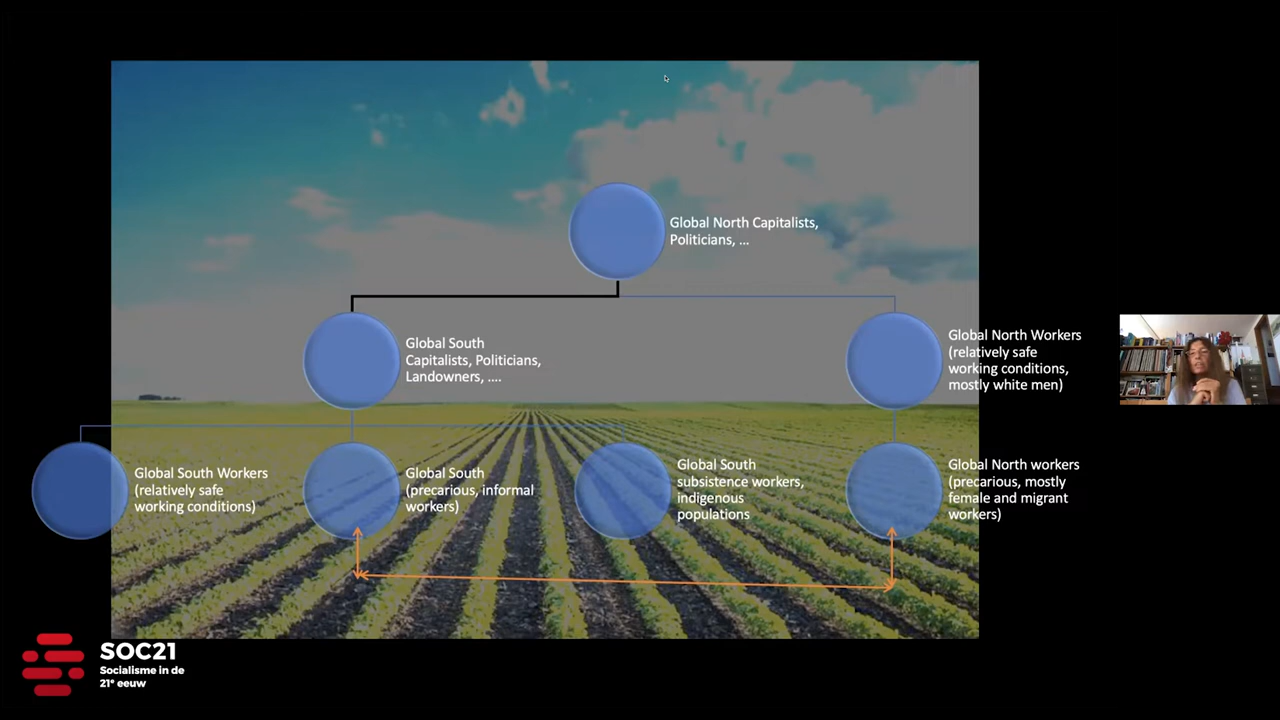 Global North Capitalists,
Politicians, ...
Global South
Capitalists, Politicians,
Landowners, ....
Global North Workers
(relatively safe
working conditions,
mostly white men)
Global South Workers
(relatively safe
working conditions)
Global South
(precarious, informal
workers)
Global South
subsistence workers,
indigenous
populations
Global North workers
(precarious, mostly
female and migrant
workers)
SOC21
Socialisme in de
21e eeuw